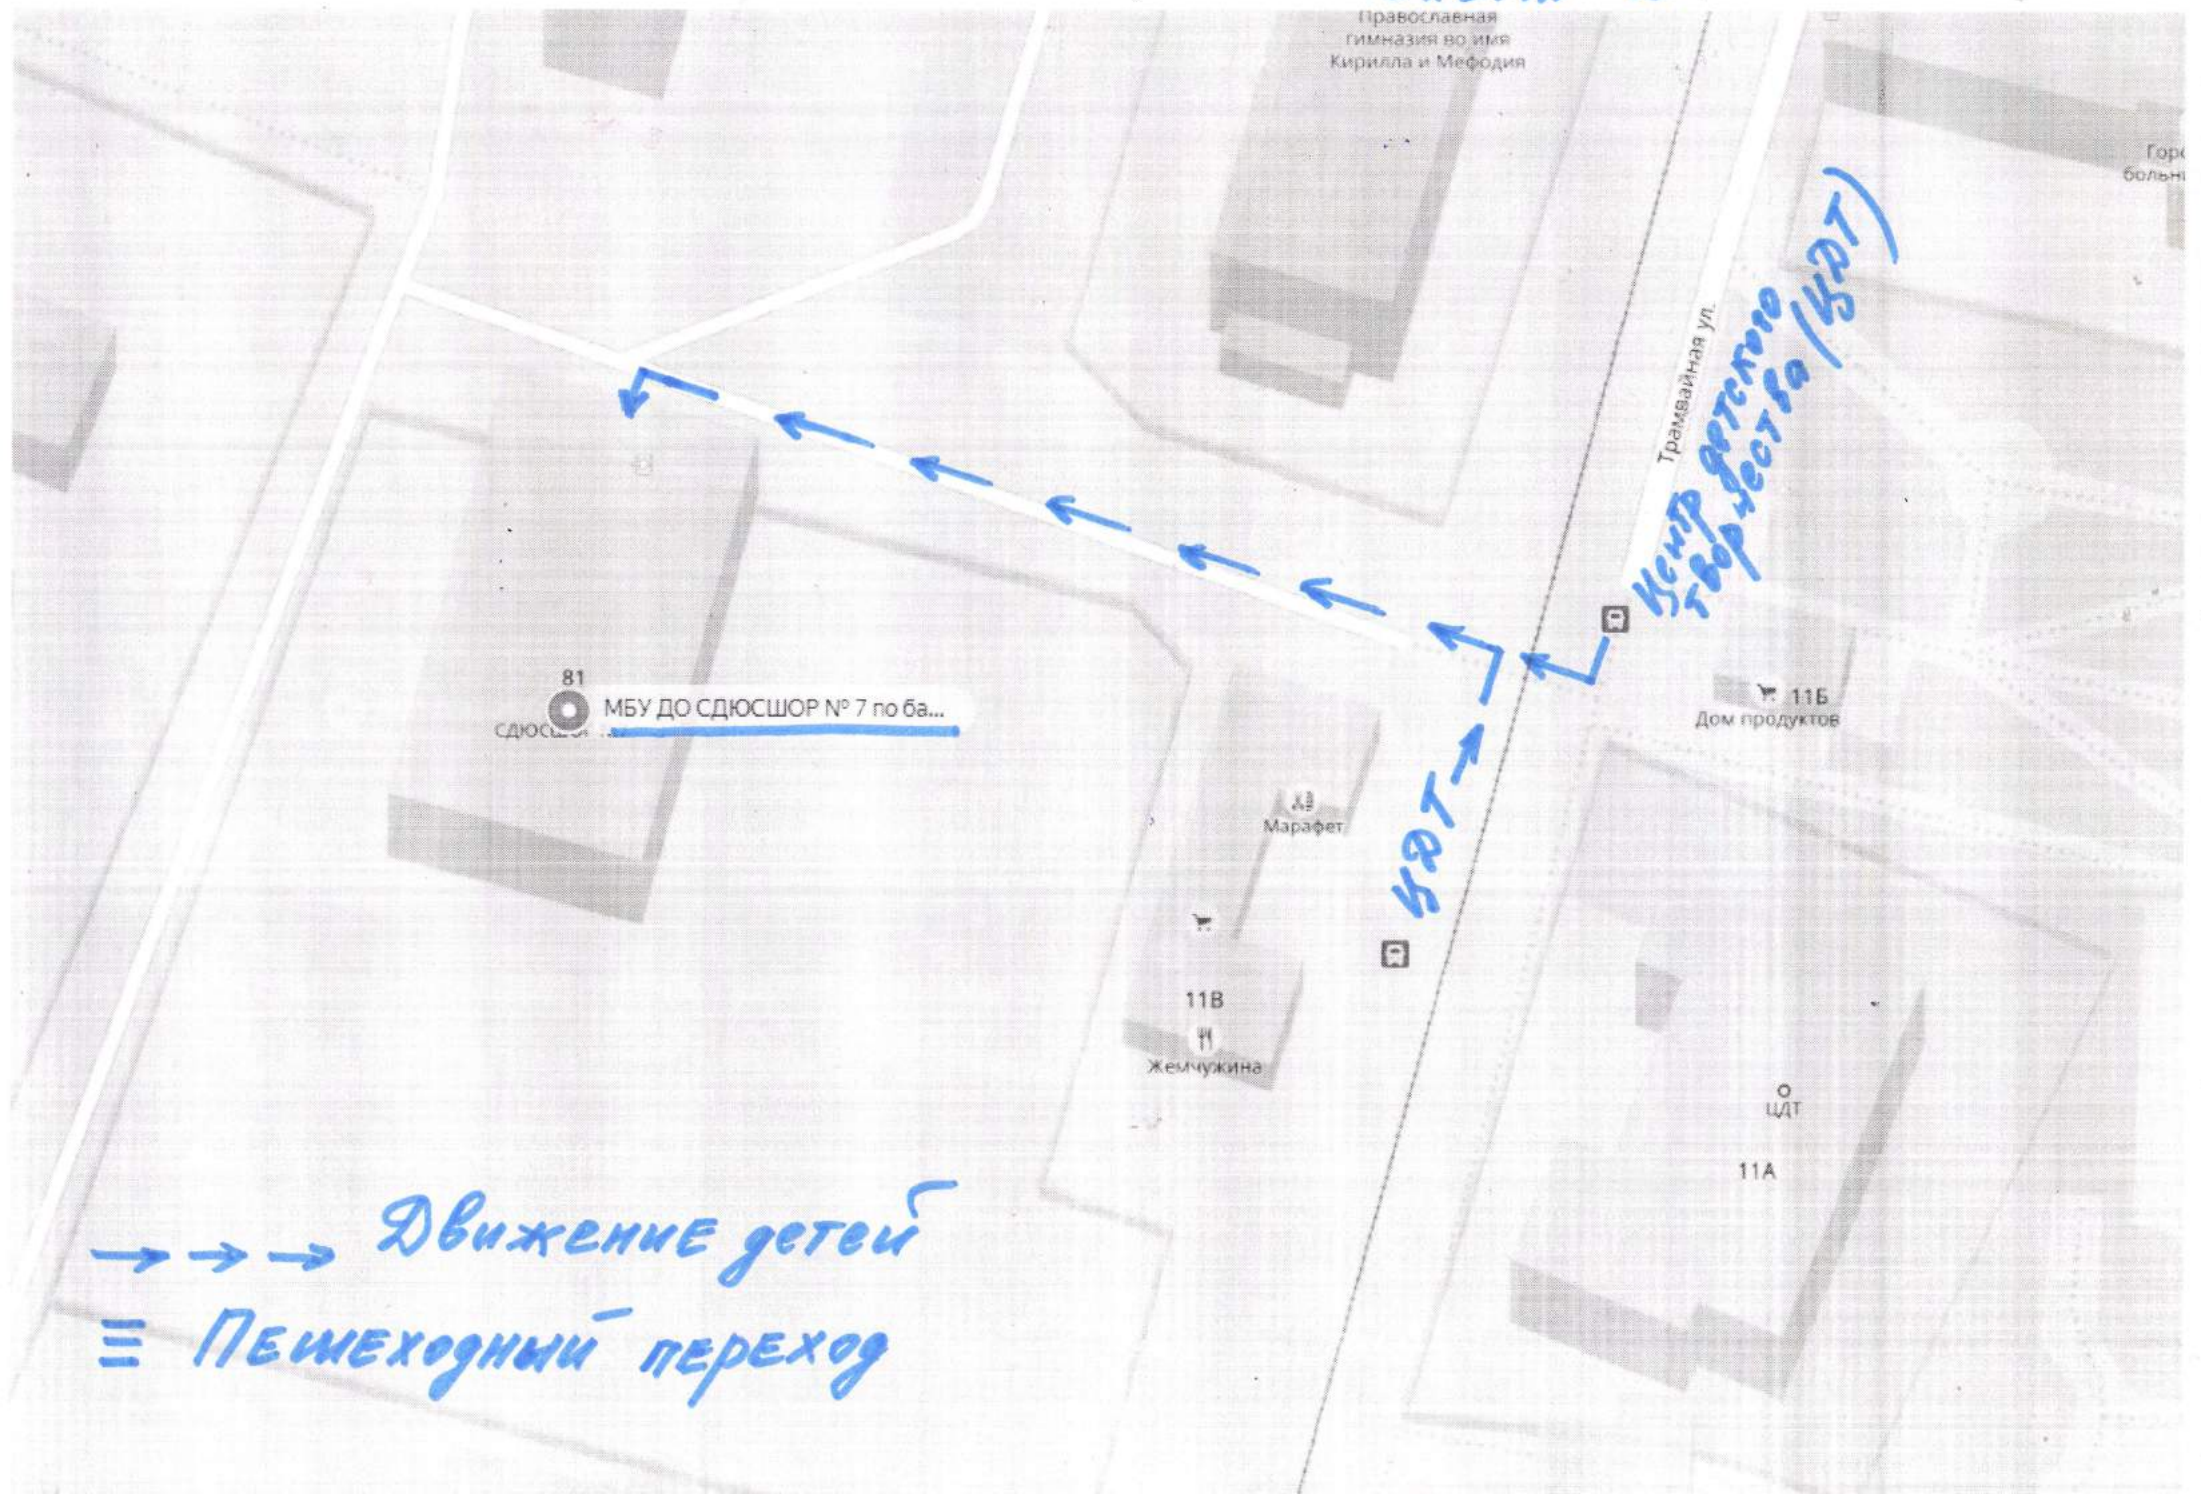 Православная
гимназия во имя
Кирилла и Мефодия
Трамвайная ул.
Центр детского
творчества (ЦДТ)
81
МБУ ДО СДЮСШОР № 7 по ба...
11Б
Дом продуктов
Марафет
ЦДТ
11В
Жемчужина
ЦДТ
11А
Движение детей
Пешеходный переход